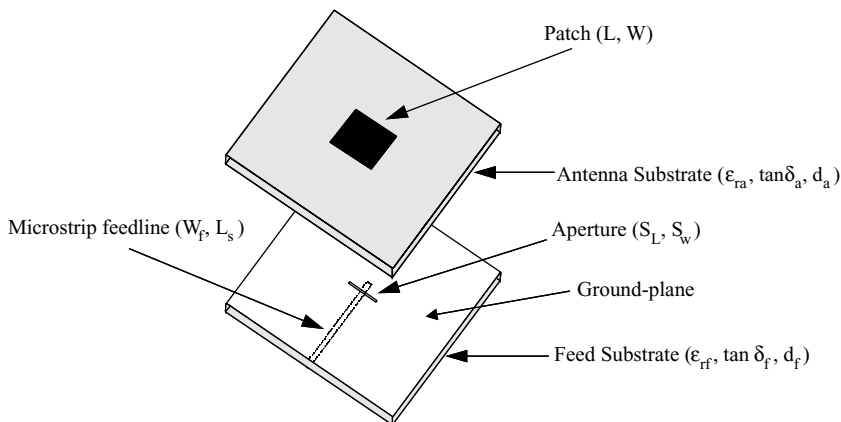 Patch (L, W)
Antenna Substrate (εra, tanδa, da)
Microstrip feedline (Wf, Ls)
Aperture (SL, Sw)
Ground-plane
Feed Substrate (εrf, tan δf, df)